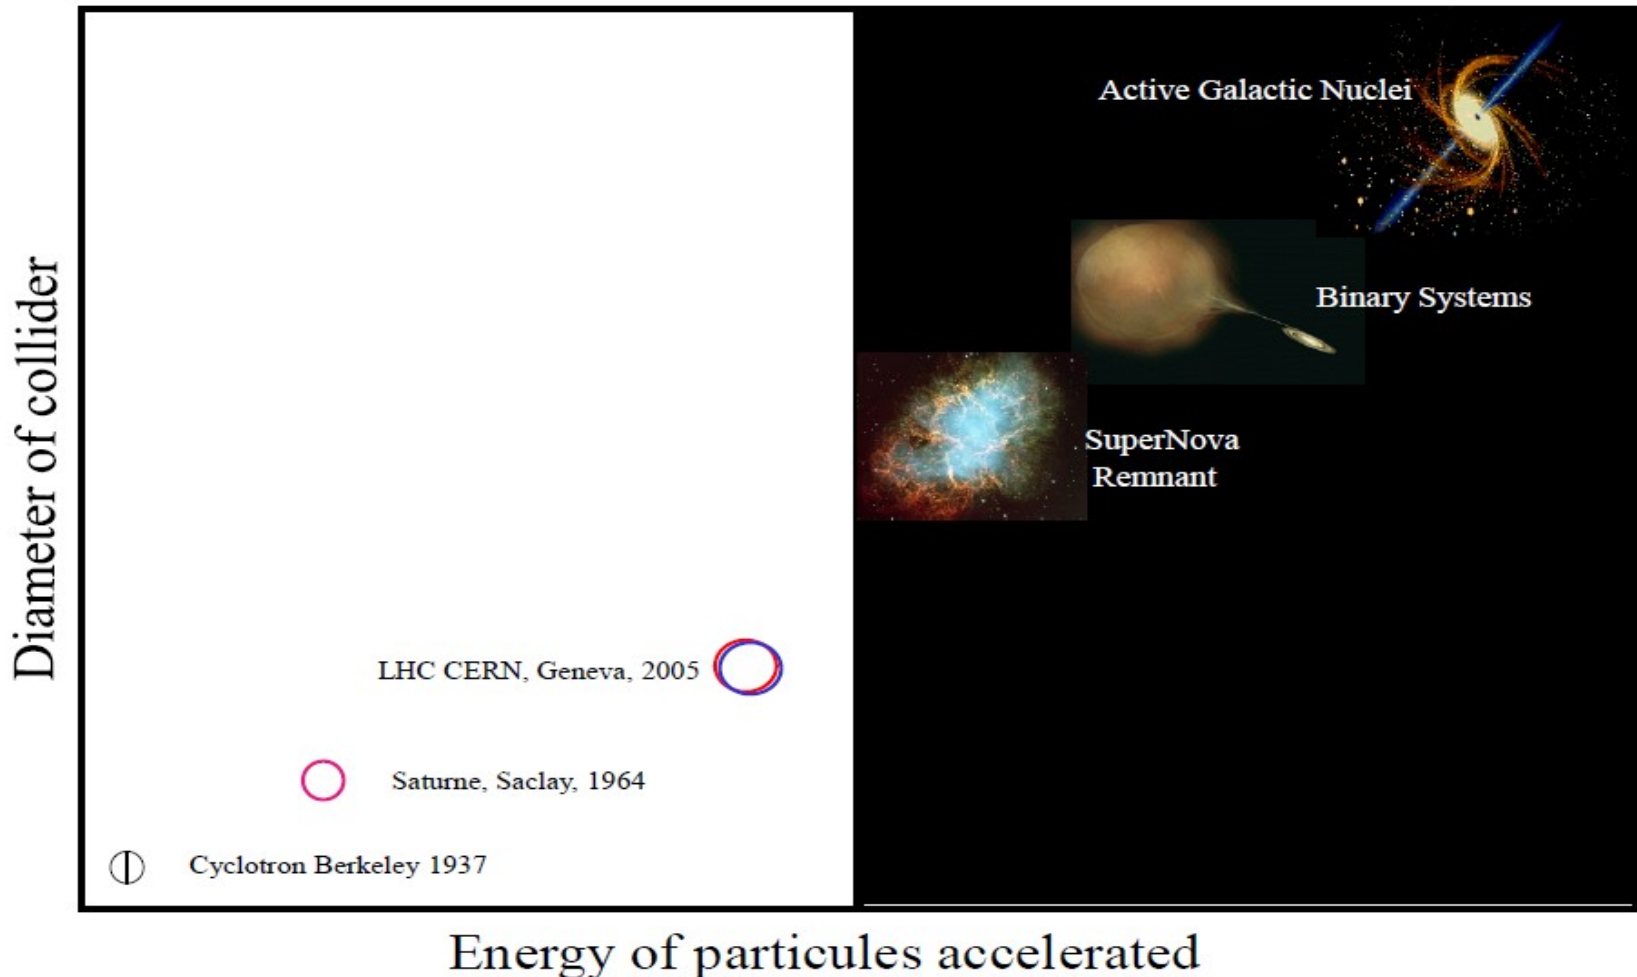 Active Galactic Nuclei
Binary Systems
SuperNova
Remnant
Diameter of collider
LHC CERN, Geneva, 2005
Saturne, Saclay, 1964
Cyclotron Berkeley 1937
Energy of particules accelerated